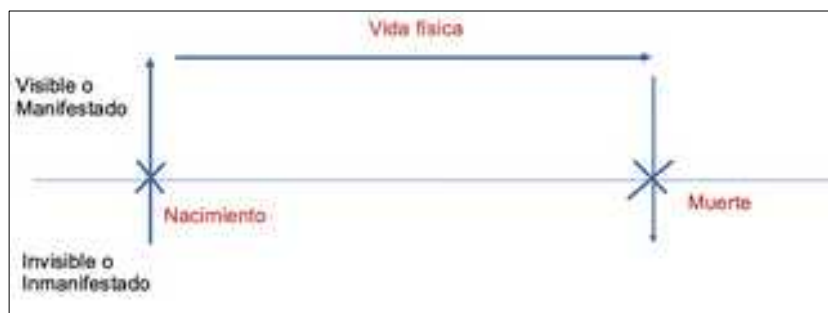 Vida física
Visible o
Manifestado
Nacimiento
Muerte
Invisible o
Inmanifestado